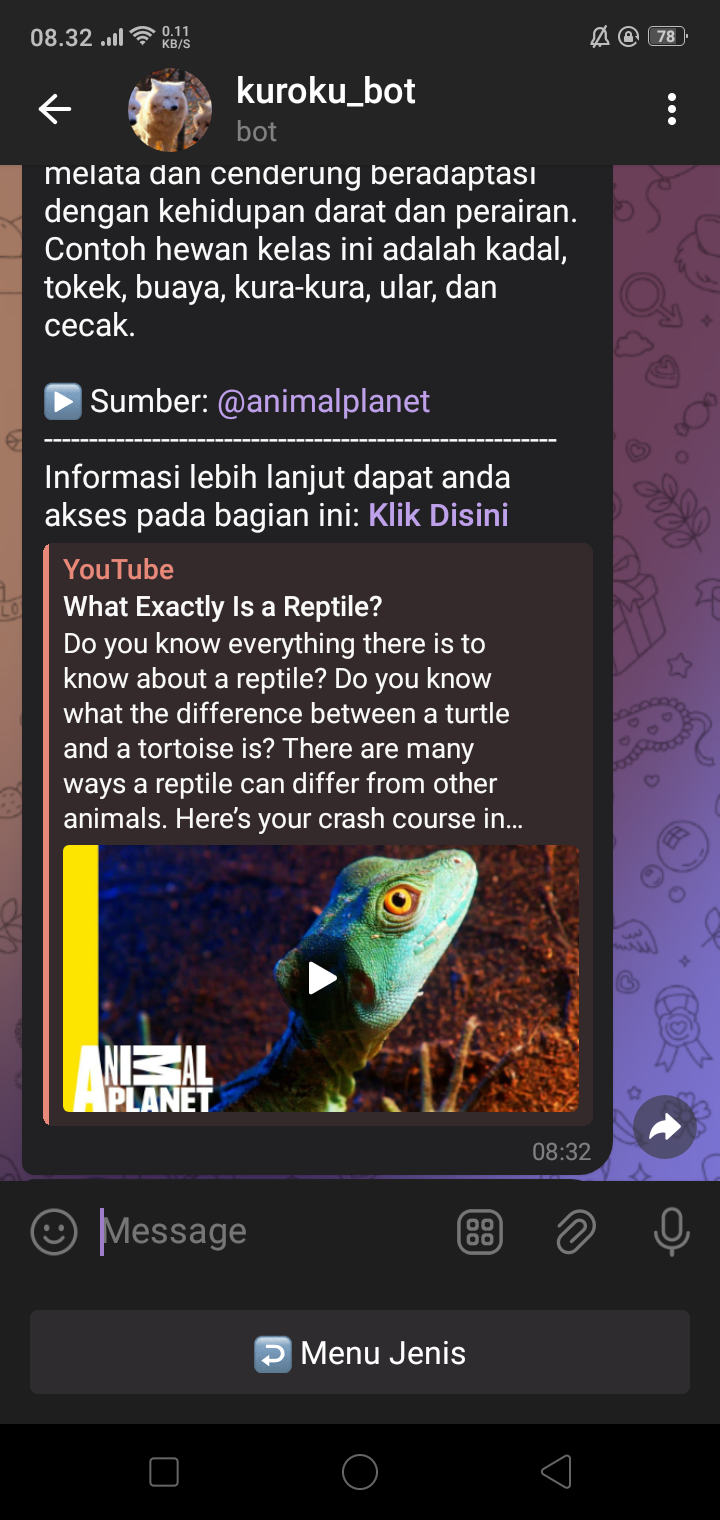 08.32 0.11 KB/S 78
kuroku_bot
bot
melata dan cenderung beradaptasi
dengan kehidupan darat dan perairan.
Contoh hewan kelas ini adalah kadal,
tokek, buaya, kura-kura, ular, dan
cecak.
▶️ Sumber: @animalplanet
---------------------------------------------------------
Informasi lebih lanjut dapat anda
akses pada bagian ini: Klik Disini
YouTube
What Exactly Is a Reptile?
Do you know everything there is to
know about a reptile? Do you know
what the difference between a turtle
and a tortoise is? There are many
ways a reptile can differ from other
animals. Here’s your crash course in...
ANIMAL
PLANET
08:32
Message
↩️ Menu Jenis